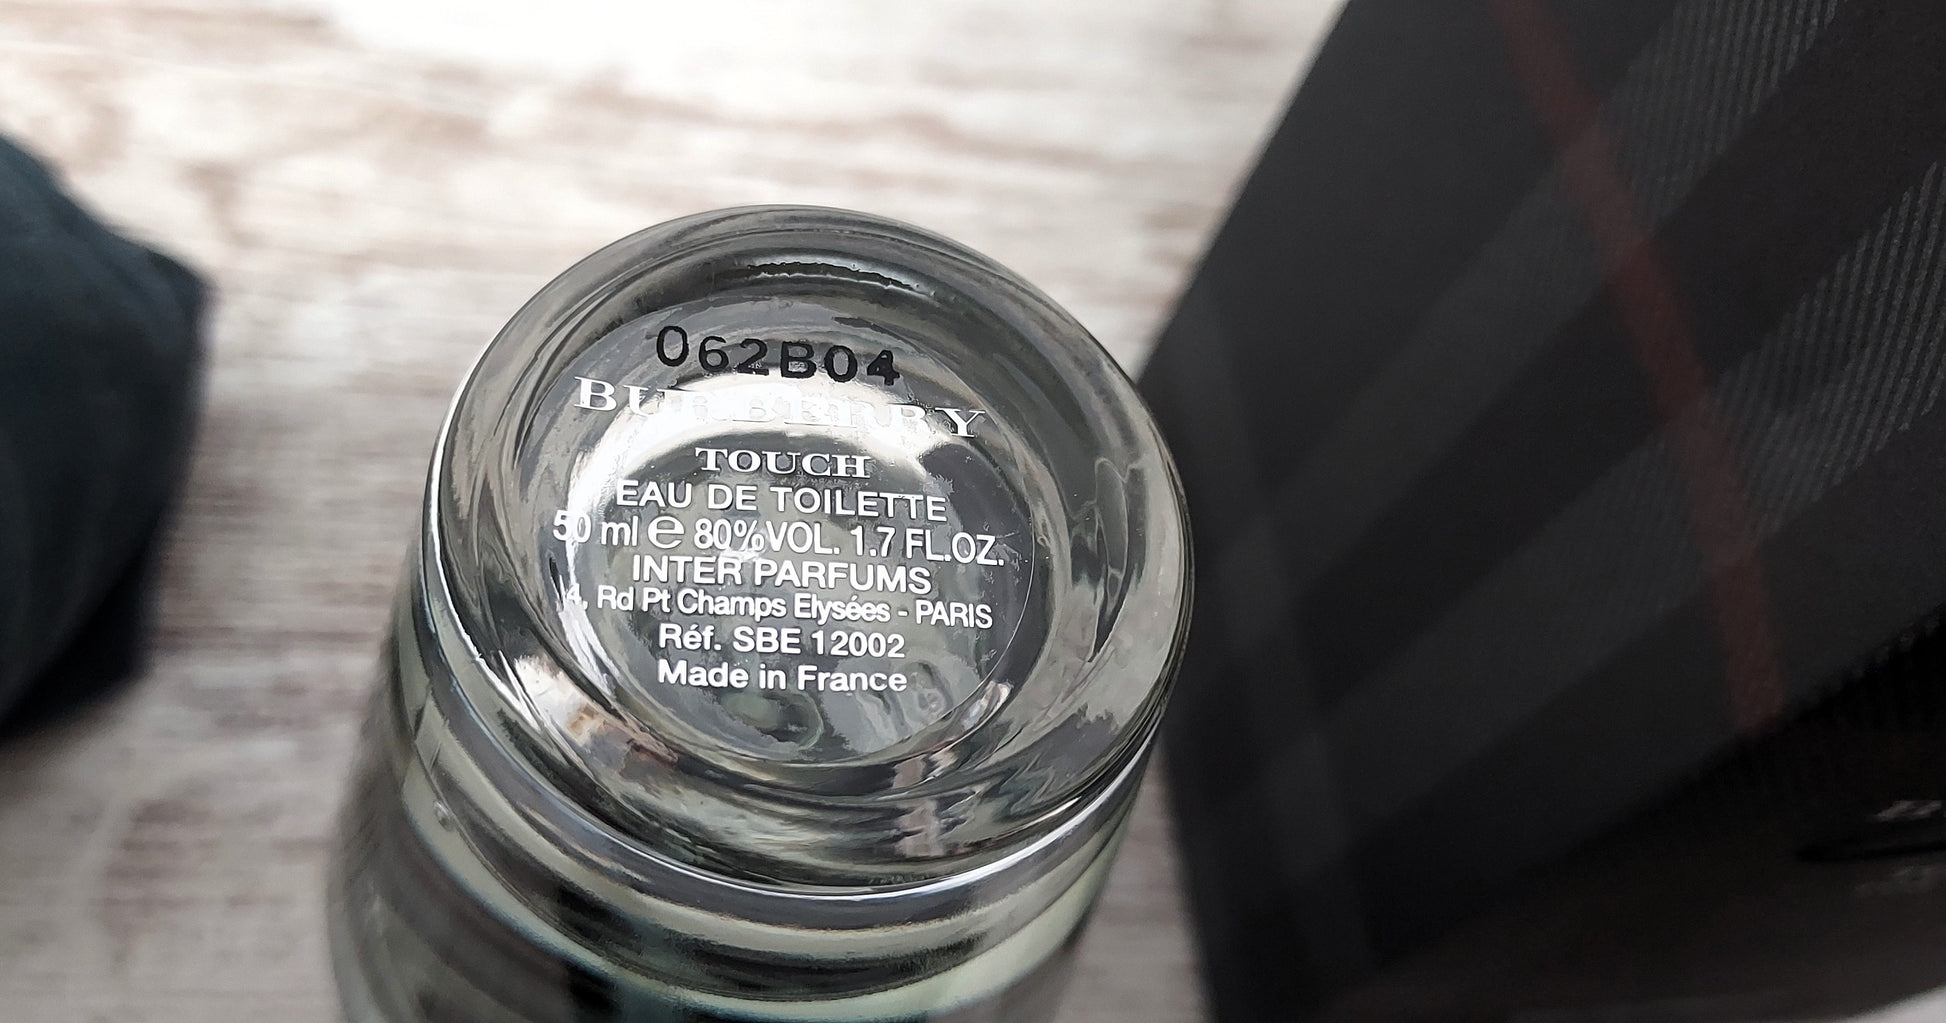 062B04
BURBERRY
TOUCH
EAU DE TOILETTE
50 ml ℮ 80%VOL. 1.7 FL.OZ.
INTER PARFUMS
4, Rd Pt Champs Elysées - PARIS
Réf. SBE 12002
Made in France